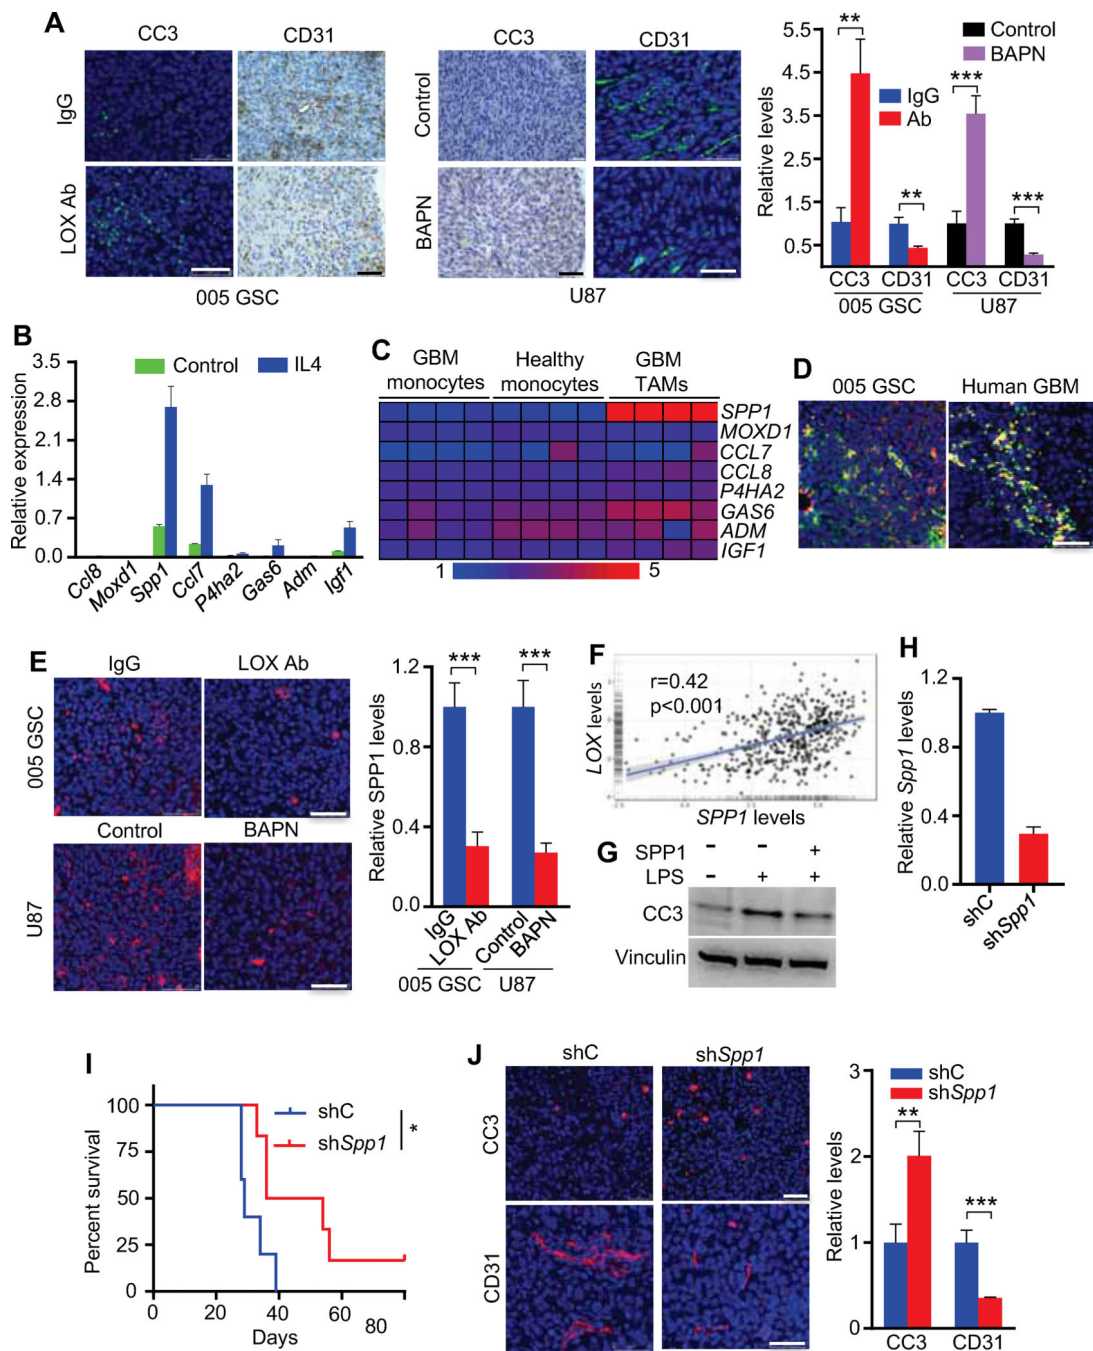 A
CC3
CD31
IgG
LOX Ab
005 GSC
CC3
CD31
Control
BAPN
U87
Relative levels
5.5
4.5
3.5
2.5
1.5
0.5
Control
BAPN
IgG
Ab
**
**
***
***
CC3 CD31 CC3 CD31
005 GSC U87
B
Control IL4
Relative expression
3.5
2.8
2.1
1.4
0.7
0.0
Ccl8
Moxd1
Spp1
Ccl7
P4ha2
Gas6
Adm
Igf1
C
GBM monocytes
Healthy monocytes
GBM TAMs
SPP1
MOXD1
CCL7
CCL8
P4HA2
GAS6
ADM
IGF1
1 5
D
005 GSC Human GBM
E
IgG LOX Ab
005 GSC
Control BAPN
U87
Relative SPP1 levels
1.2
0.8
0.4
0.0
***
***
IgG
LOX Ab
Control
BAPN
005 GSC U87
F
r=0.42
p<0.001
LOX levels
SPP1 levels
G
SPP1 - - +
LPS - + +
CC3
Vinculin
H
Relative Spp1 levels
1.2
0.8
0.4
0.0
shC
shSpp1
I
Percent survival
100
75
50
25
0
0 20 40 60 80
Days
shC
shSpp1
*
J
shC shSpp1
CC3
CD31
shC
shSpp1
Relative levels
3
2
1
0
**
***
CC3 CD31